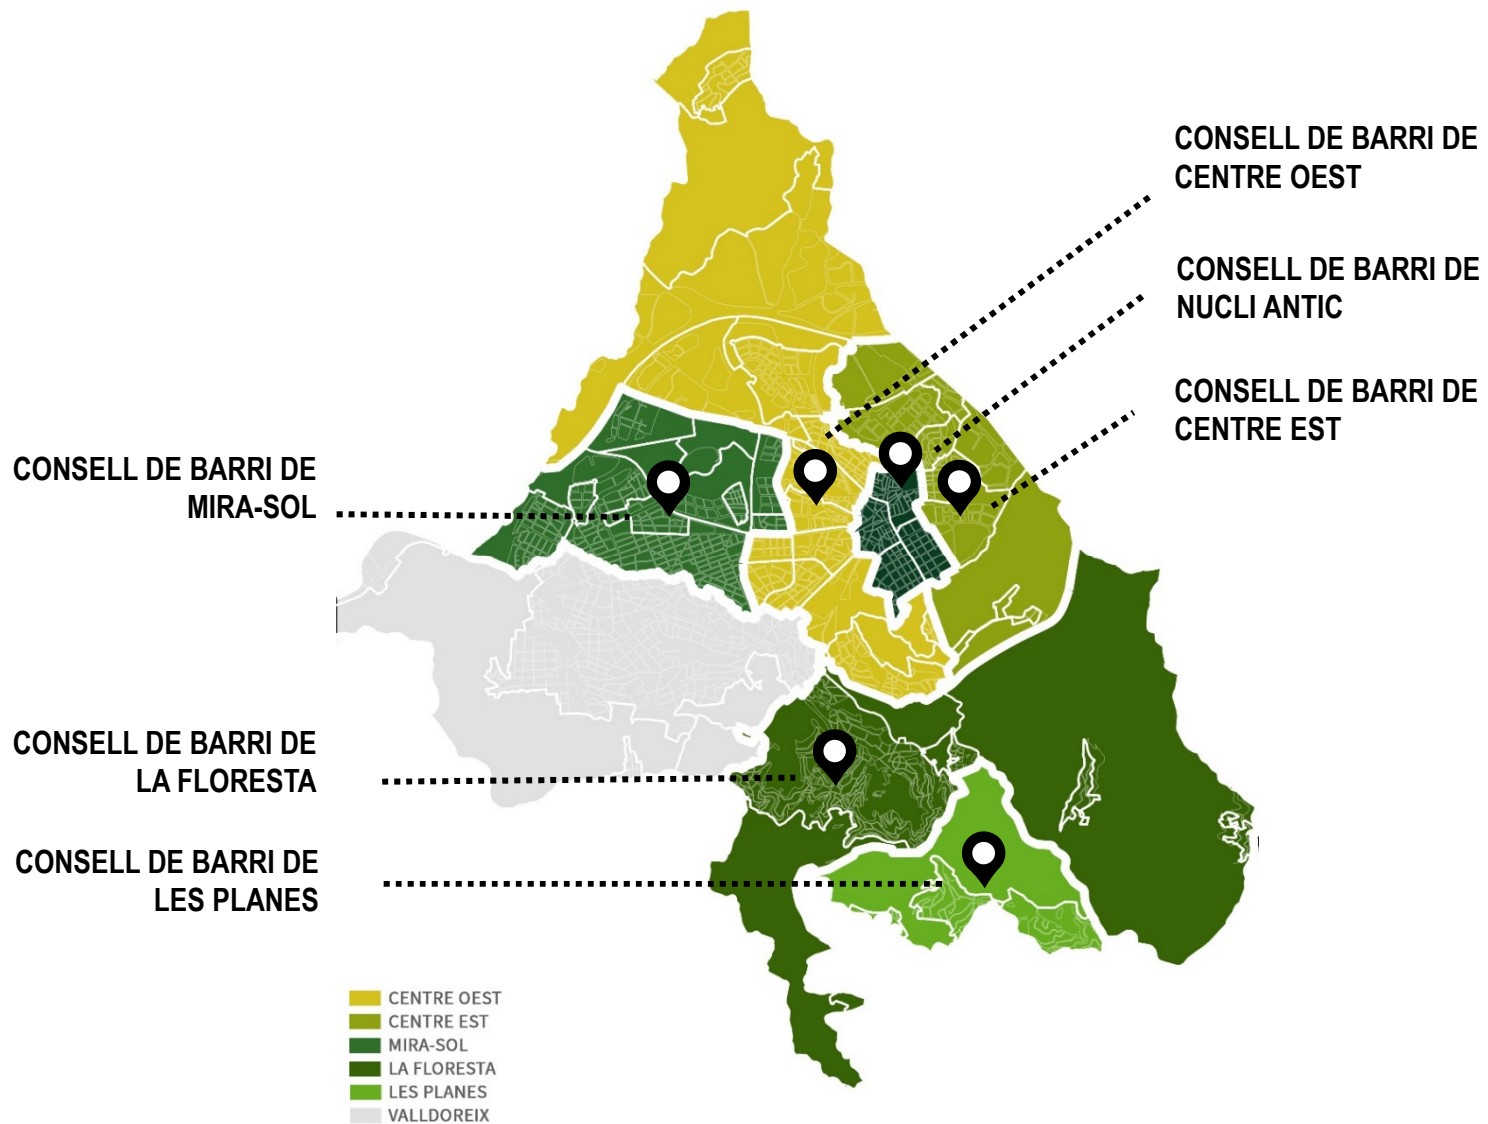 CONSELL DE BARRI DE
CENTRE OEST
CONSELL DE BARRI DE
NUCLI ANTIC
CONSELL DE BARRI DE
CENTRE EST
CONSELL DE BARRI DE
MIRA-SOL
CONSELL DE BARRI DE
LA FLORESTA
CONSELL DE BARRI DE
LES PLANES
CENTRE OEST
CENTRE EST
MIRA-SOL
LA FLORESTA
LES PLANES
VALLDOREIX